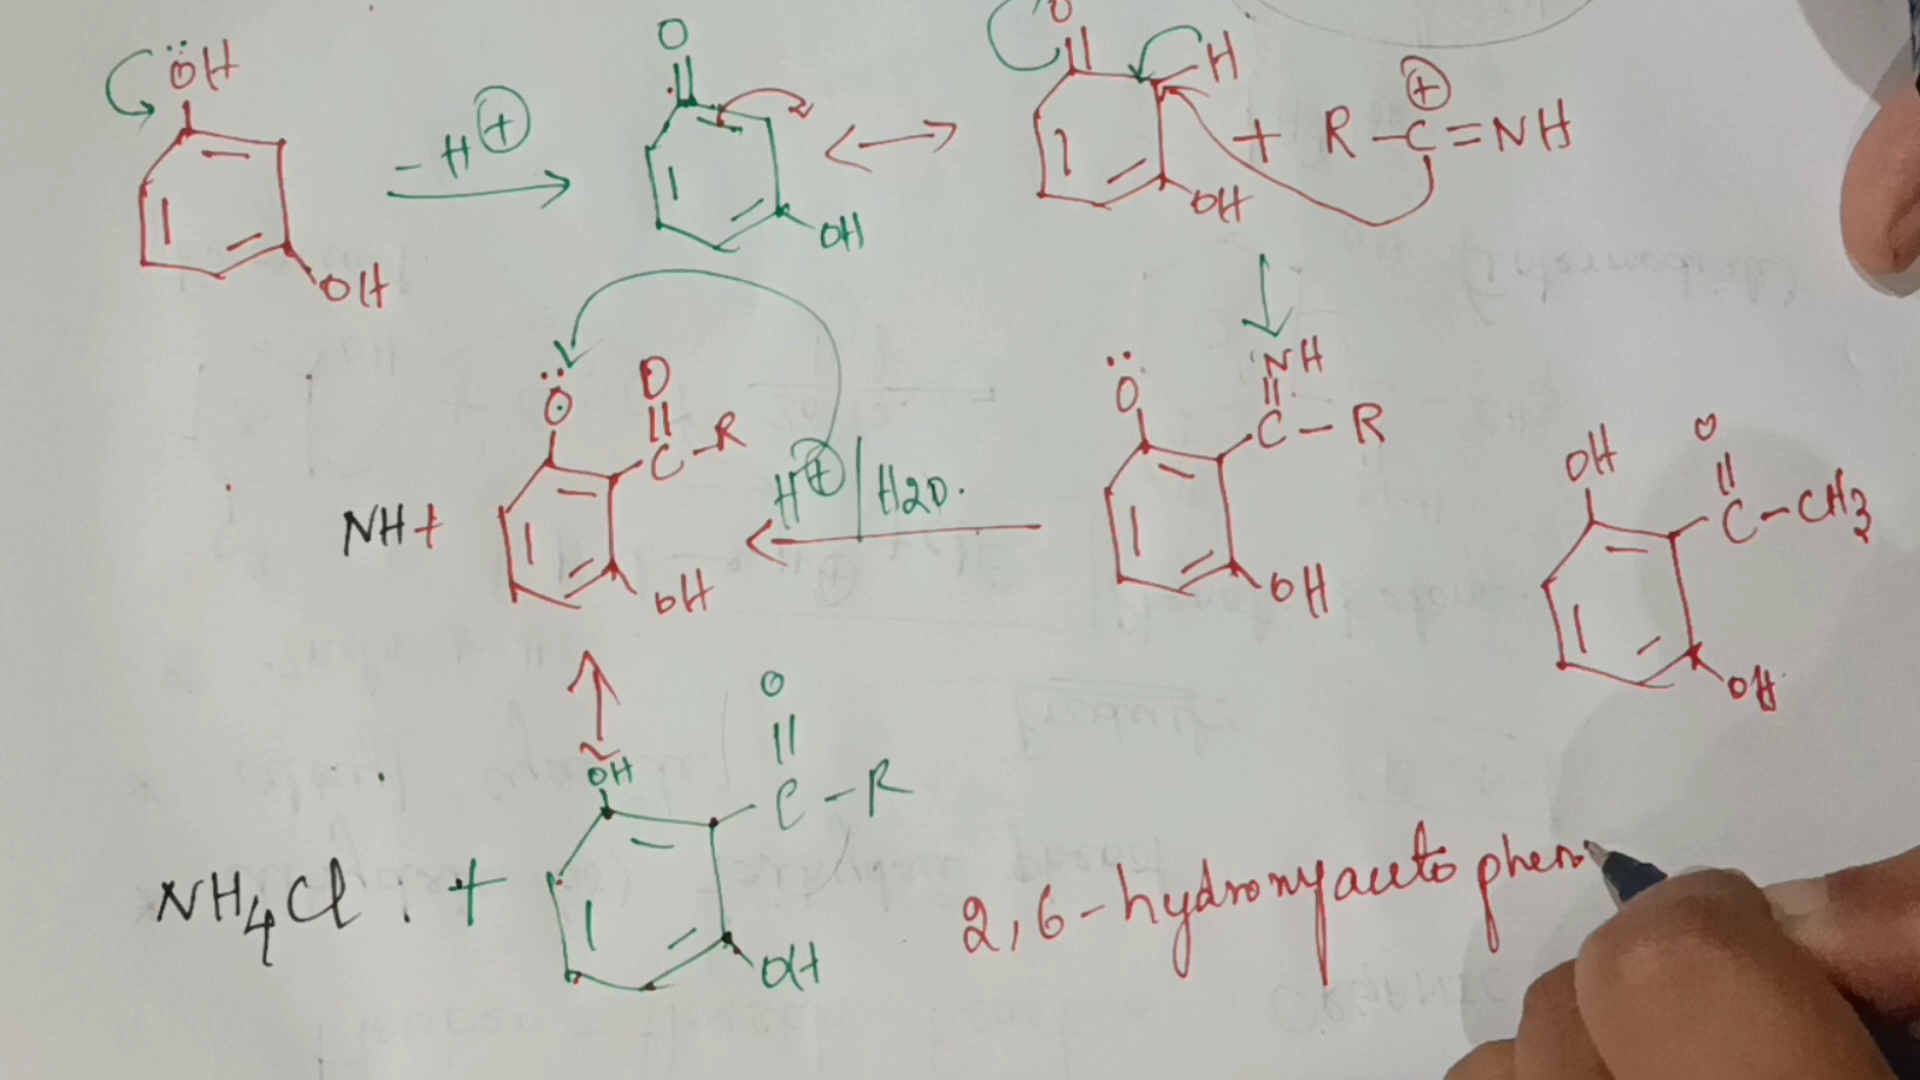 ÖH
OH
- H⊕
O
OH
O
H
OH
+ R - C⊕ = NH
NH
Ö
C - R
OH
H⊕ / H2O.
Ö
O
C - R
OH
NH +
OH
O
C - CH3
OH
O
OH
C - R
OH
NH4Cl : +
2,6-hydroxyacetophen